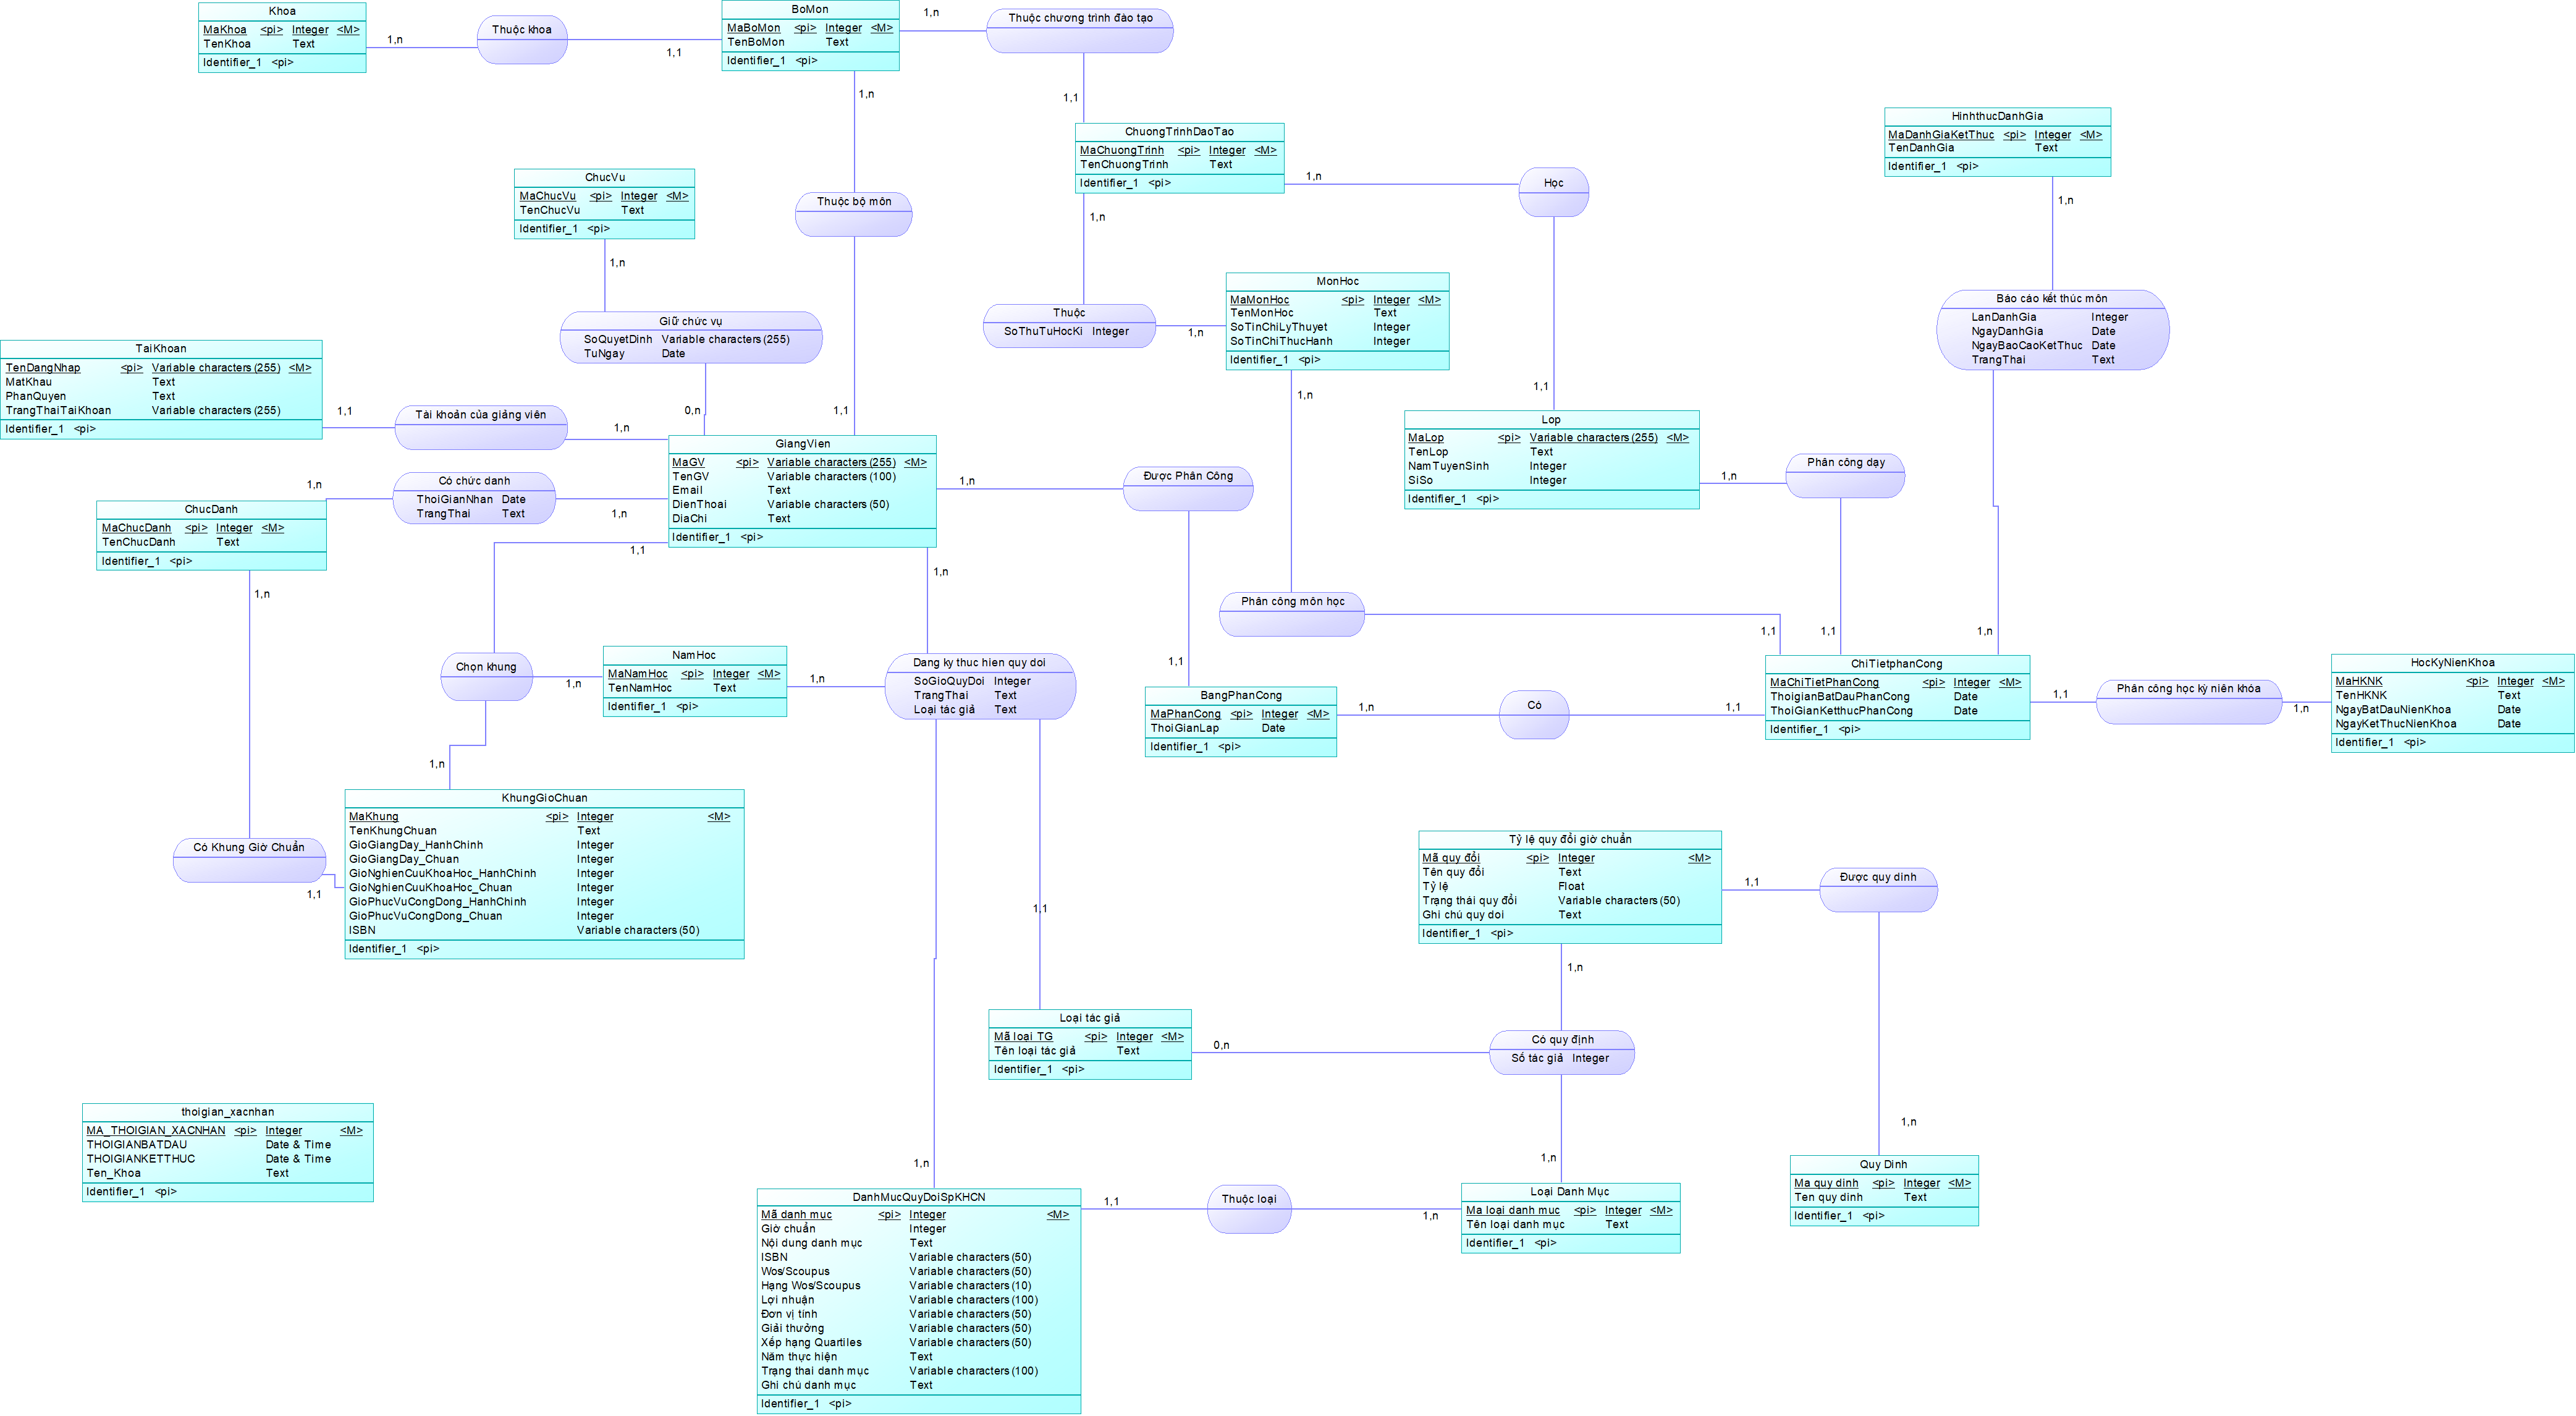 Khoa
MaKhoa <pi> Integer <M>
TenKhoa Text
Identifier_1 <pi>
1,n
Thuộc khoa
1,1
BoMon
MaBoMon <pi> Integer <M>
TenBoMon Text
Identifier_1 <pi>
1,n
Thuộc chương trình đào tạo
1,n
1,1
ChuongTrinhDaoTao
MaChuongTrinh <pi> Integer <M>
TenChuongTrinh Text
Identifier_1 <pi>
1,n
Học
1,n
HinhthucDanhGia
MaDanhGiaKetThuc <pi> Integer <M>
TenDanhGia Text
Identifier_1 <pi>
1,n
ChucVu
MaChucVu <pi> Integer <M>
TenChucVu Text
Identifier_1 <pi>
1,n
Thuộc bộ môn
1,1
Giữ chức vụ
SoQuyetDinh Variable characters (255)
TuNgay Date
0,n
Thuộc
SoThuTuHocKi Integer
1,n
MonHoc
MaMonHoc <pi> Integer <M>
TenMonHoc Text
SoTinChiLyThuyet Integer
SoTinChiThucHanh Integer
Identifier_1 <pi>
1,n
1,1
Báo cáo kết thúc môn
LanDanhGia Integer
NgayDanhGia Date
NgayBaoCaoKetThuc Date
TrangThai Text
1,n
TaiKhoan
TenDangNhap <pi> Variable characters (255) <M>
MatKhau Text
PhanQuyen Text
TrangThaiTaiKhoan Variable characters (255)
Identifier_1 <pi>
1,1
Tài khoản của giảng viên
1,n
GiangVien
MaGV <pi> Variable characters (255) <M>
TenGV Variable characters (100)
Email Text
DienThoai Variable characters (50)
DiaChi Text
Identifier_1 <pi>
1,n
Được Phân Công
1,1
Lop
MaLop <pi> Variable characters (255) <M>
TenLop Text
NamTuyenSinh Integer
SiSo Integer
Identifier_1 <pi>
1,n
Phân công dạy
1,1
1,n
Có chức danh
ThoiGianNhan Date
TrangThai Text
1,n
ChucDanh
MaChucDanh <pi> Integer <M>
TenChucDanh Text
Identifier_1 <pi>
1,n
1,1
1,n
Phân công môn học
1,1
Chọn khung
1,n
1,n
NamHoc
MaNamHoc <pi> Integer <M>
TenNamHoc Text
Identifier_1 <pi>
1,n
Dang ky thuc hien quy doi
SoGioQuyDoi Integer
TrangThai Text
Loại tác giả Text
1,1
1,n
BangPhanCong
MaPhanCong <pi> Integer <M>
ThoiGianLap Date
Identifier_1 <pi>
1,n
Có
1,1
ChiTietphanCong
MaChiTietPhanCong <pi> Integer <M>
ThoigianBatDauPhanCong Date
ThoiGianKetthucPhanCong Date
Identifier_1 <pi>
1,1
Phân công học kỳ niên khóa
1,n
HocKyNienKhoa
MaHKNK <pi> Integer <M>
TenHKNK Text
NgayBatDauNienKhoa Date
NgayKetThucNienKhoa Date
Identifier_1 <pi>
KhungGioChuan
MaKhung <pi> Integer <M>
TenKhungChuan Text
GioGiangDay_HanhChinh Integer
GioGiangDay_Chuan Integer
GioNghienCuuKhoaHoc_HanhChinh Integer
GioNghienCuuKhoaHoc_Chuan Integer
GioPhucVuCongDong_HanhChinh Integer
GioPhucVuCongDong_Chuan Integer
ISBN Variable characters (50)
Identifier_1 <pi>
Có Khung Giờ Chuẩn
1,1
Tỷ lệ quy đổi giờ chuẩn
Mã quy đổi <pi> Integer <M>
Tên quy đổi Text
Tỷ lệ Float
Trạng thái quy đổi Variable characters (50)
Ghi chú quy doi Text
Identifier_1 <pi>
1,1
Được quy dinh
1,n
1,n
Loại tác giả
Mã loại TG <pi> Integer <M>
Tên loại tác giả Text
Identifier_1 <pi>
0,n
Có quy định
Số tác giả Integer
1,n
thoigian_xacnhan
MA_THOIGIAN_XACNHAN <pi> Integer <M>
THOIGIANBATDAU Date & Time
THOIGIANKETTHUC Date & Time
Ten_Khoa Text
Identifier_1 <pi>
Quy Dinh
Ma quy dinh <pi> Integer <M>
Ten quy dinh Text
Identifier_1 <pi>
DanhMucQuyDoiSpKHCN
Mã danh mục <pi> Integer <M>
Giờ chuẩn Integer
Nội dung danh mục Text
ISBN Variable characters (50)
Wos/Scoupus Variable characters (50)
Hạng Wos/Scoupus Variable characters (10)
Lợi nhuận Variable characters (100)
Đơn vị tính Variable characters (50)
Giải thưởng Variable characters (50)
Xếp hạng Quartiles Variable characters (50)
Năm thực hiện Text
Trạng thai danh mục Variable characters (100)
Ghi chú danh mục Text
Identifier_1 <pi>
1,1
Thuộc loại
1,n
Loại Danh Mục
Ma loại danh muc <pi> Integer <M>
Tên loại danh mục Text
Identifier_1 <pi>